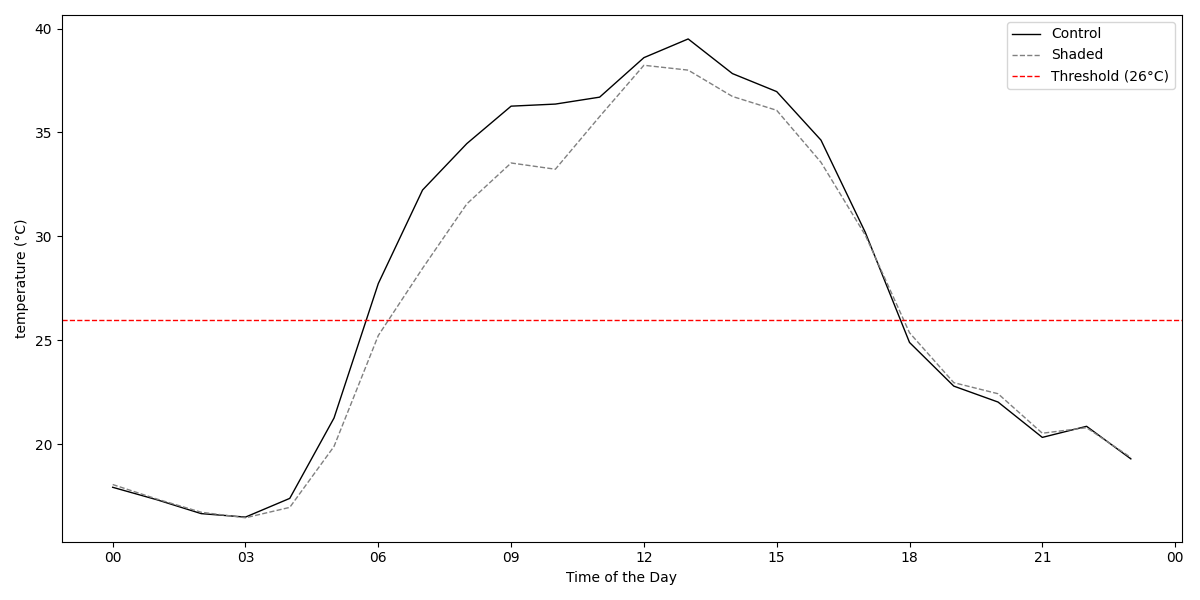 40
35
30
25
20
temperature (°C)
Control
Shaded
Threshold (26°C)
00 03 06 09 12 15 18 21 00
Time of the Day